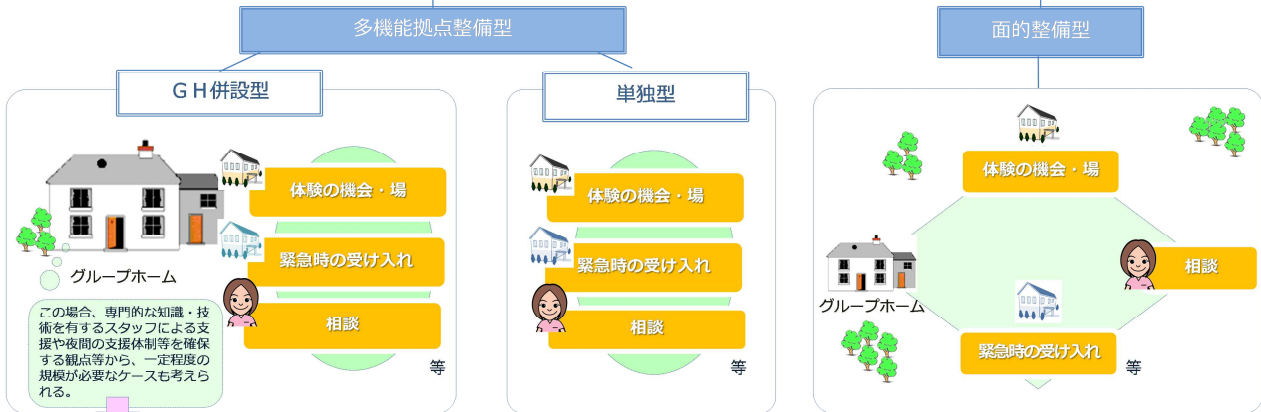 多機能拠点整備型
ＧＨ併設型
体験の機会・場
緊急時の受け入れ
相談
等
グループホーム
この場合、専門的な知識・技
術を有するスタッフによる支
援や夜間の支援体制等を確保
する観点等から、一定程度の
規模が必要なケースも考えら
れる。
単独型
体験の機会・場
緊急時の受け入れ
相談
等
面的整備型
体験の機会・場
相談
グループホーム
緊急時の受け入れ
等